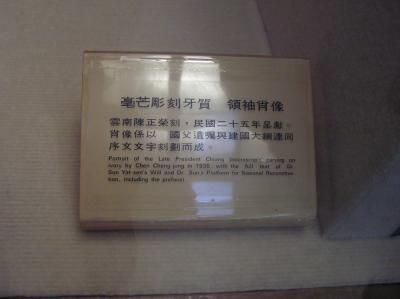 毫芒彫刻牙質　領袖肖像
雲南陳正榮刻，民國二十五年呈獻。
肖像係以　國父遺囑與建國大綱連同
序文文字刻劃而成。
Portrait of the Late President Chiang (microscopic carving on
ivory by Chen Cheng-jung in 1936, with the full text of Dr.
Sun Yat-sen's Will and Dr. Sun's Platform for National Reconstruc-
tion, including the preface).